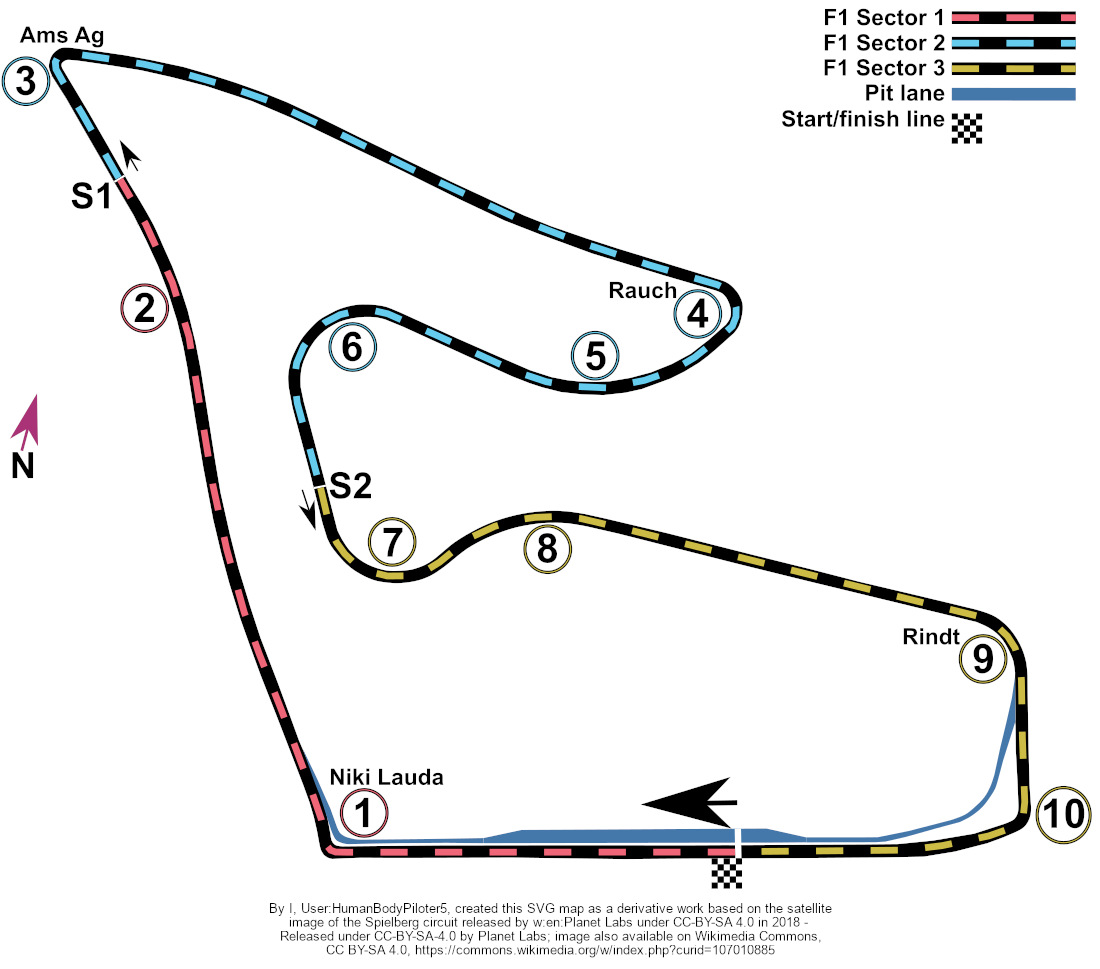 Ams Ag
F1 Sector 1
F1 Sector 2
F1 Sector 3
Pit lane
Start/finish line
3
S1
2
Rauch
4
5
6
N
S2
7
8
Rindt
9
Niki Lauda
1
10
By I, User:HumanBodyPiloter5, created this SVG map as a derivative work based on the satellite
image of the Spielberg circuit released by w:en:Planet Labs under CC-BY-SA 4.0 in 2018 -
Released under CC-BY-SA-4.0 by Planet Labs; image also available on Wikimedia Commons,
CC BY-SA 4.0, https://commons.wikimedia.org/w/index.php?curid=107010885